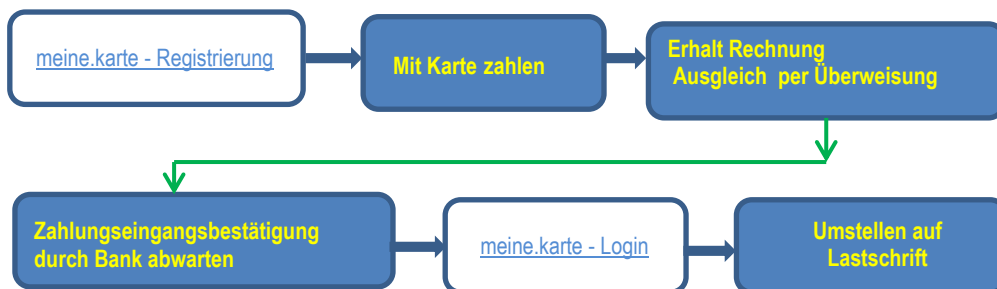 meine.karte - Registrierung
Mit Karte zahlen
Erhalt Rechnung
Ausgleich per Überweisung
Zahlungseingangsbestätigung
durch Bank abwarten
meine.karte - Login
Umstellen auf
Lastschrift